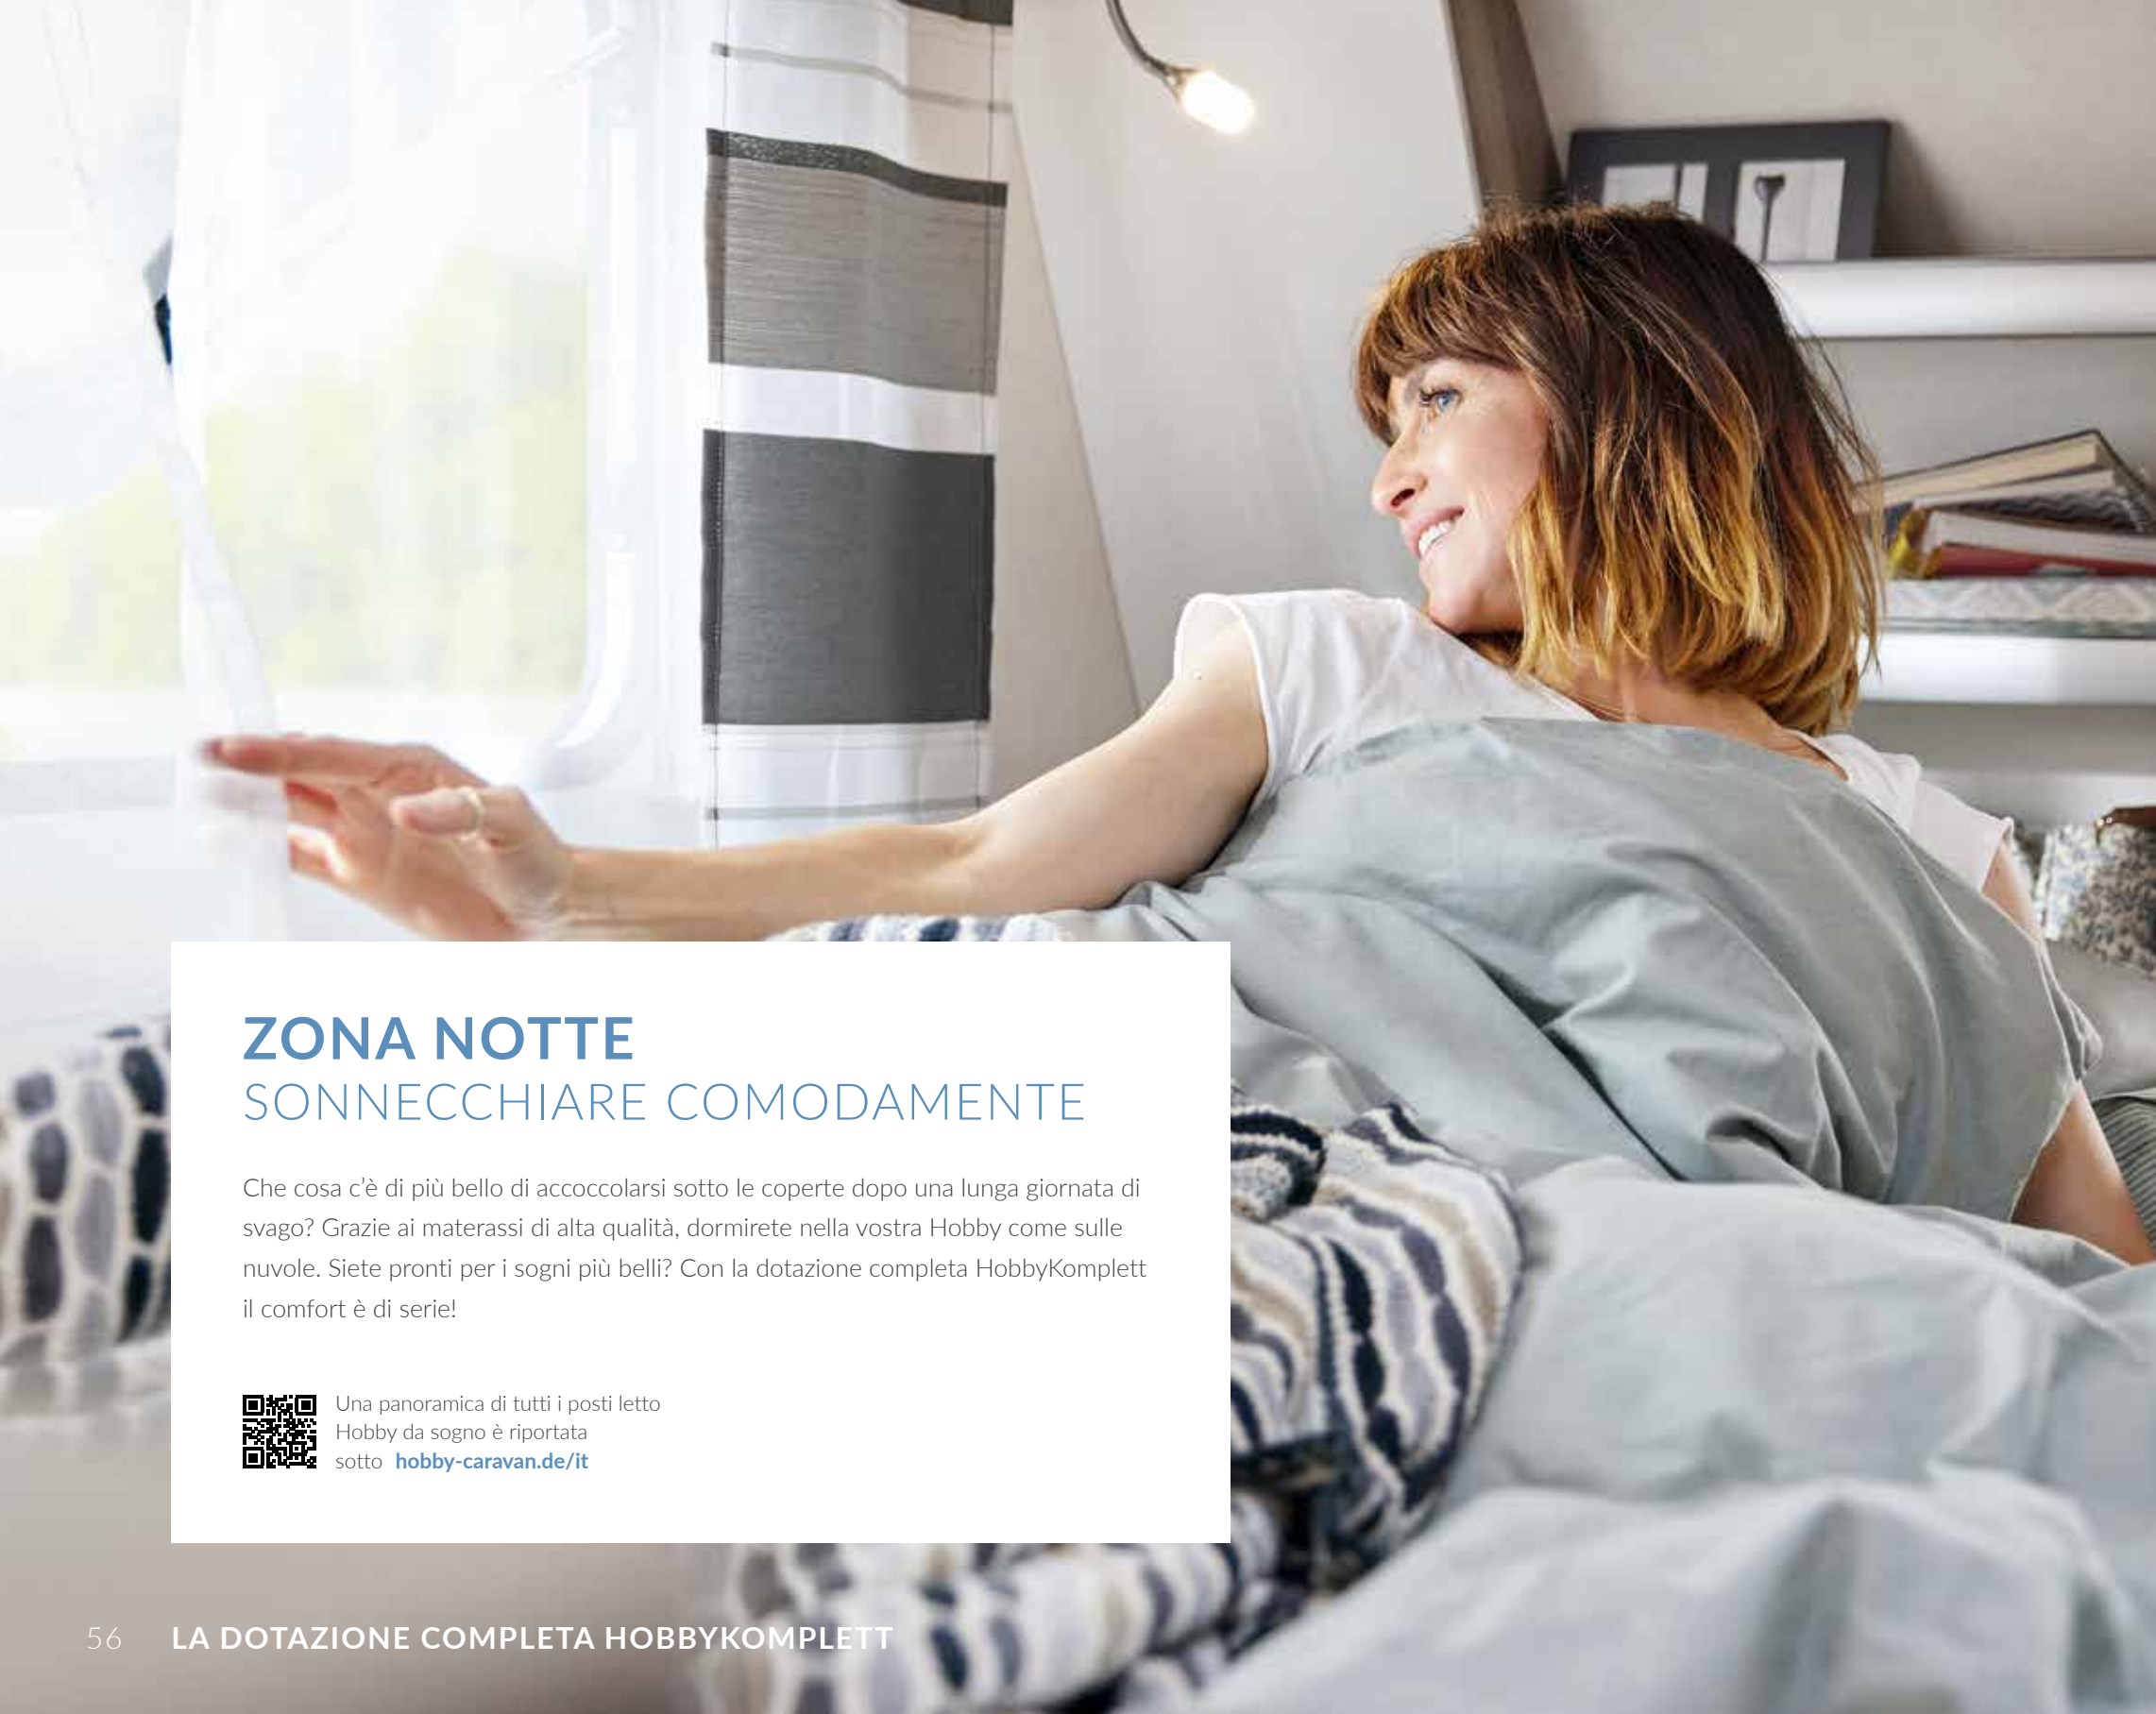 ZONA NOTTE
SONNECCHIARE COMODAMENTE
Che cosa c'è di più bello di accoccolarsi sotto le coperte dopo una lunga giornata di
svago? Grazie ai materassi di alta qualità, dormirete nella vostra Hobby come sulle
nuvole. Siete pronti per i sogni più belli? Con la dotazione completa HobbyKomplett
il comfort è di serie!
Una panoramica di tutti i posti letto
Hobby da sogno è riportata
sotto hobby-caravan.de/it
56 LA DOTAZIONE COMPLETA HOBBYKOMPLETT